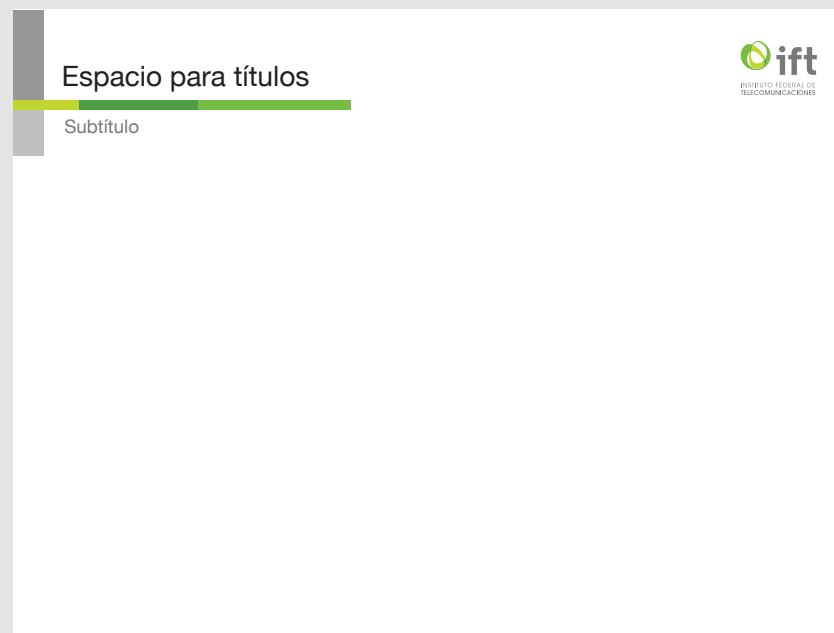 Espacio para títulos
Subtítulo
ift
INSTITUTO FEDERAL DE
TELECOMUNICACIONES